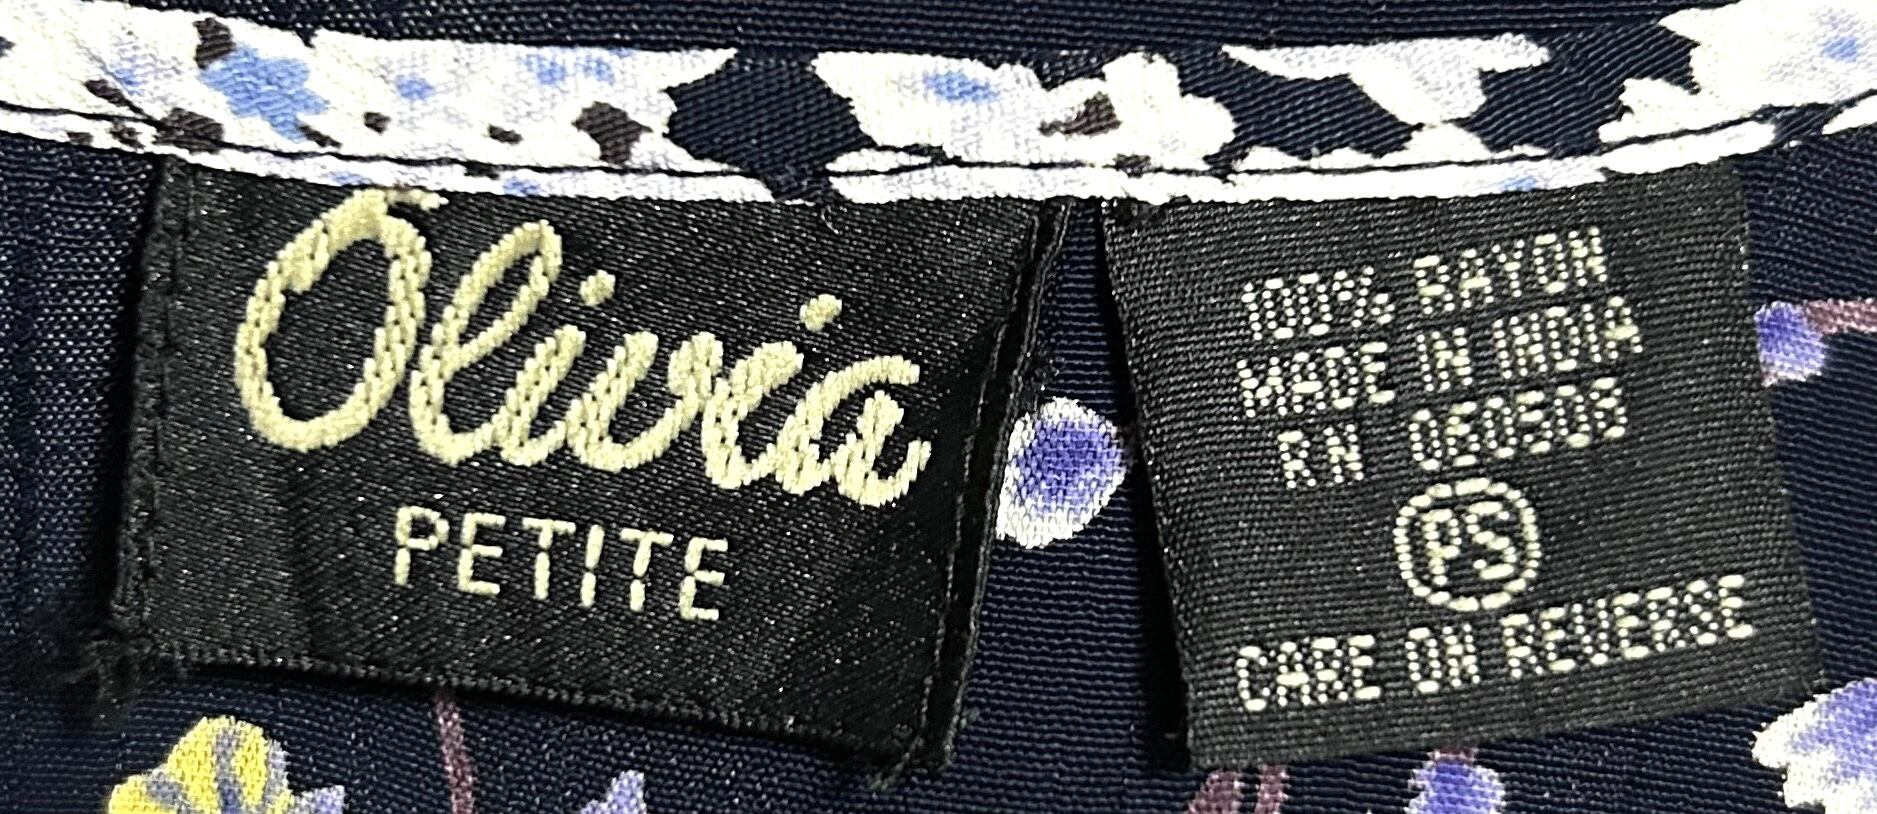 Olivia
PETITE
100% RAYON
MADE IN INDIA
RN 060508
PS
CARE ON REVERSE